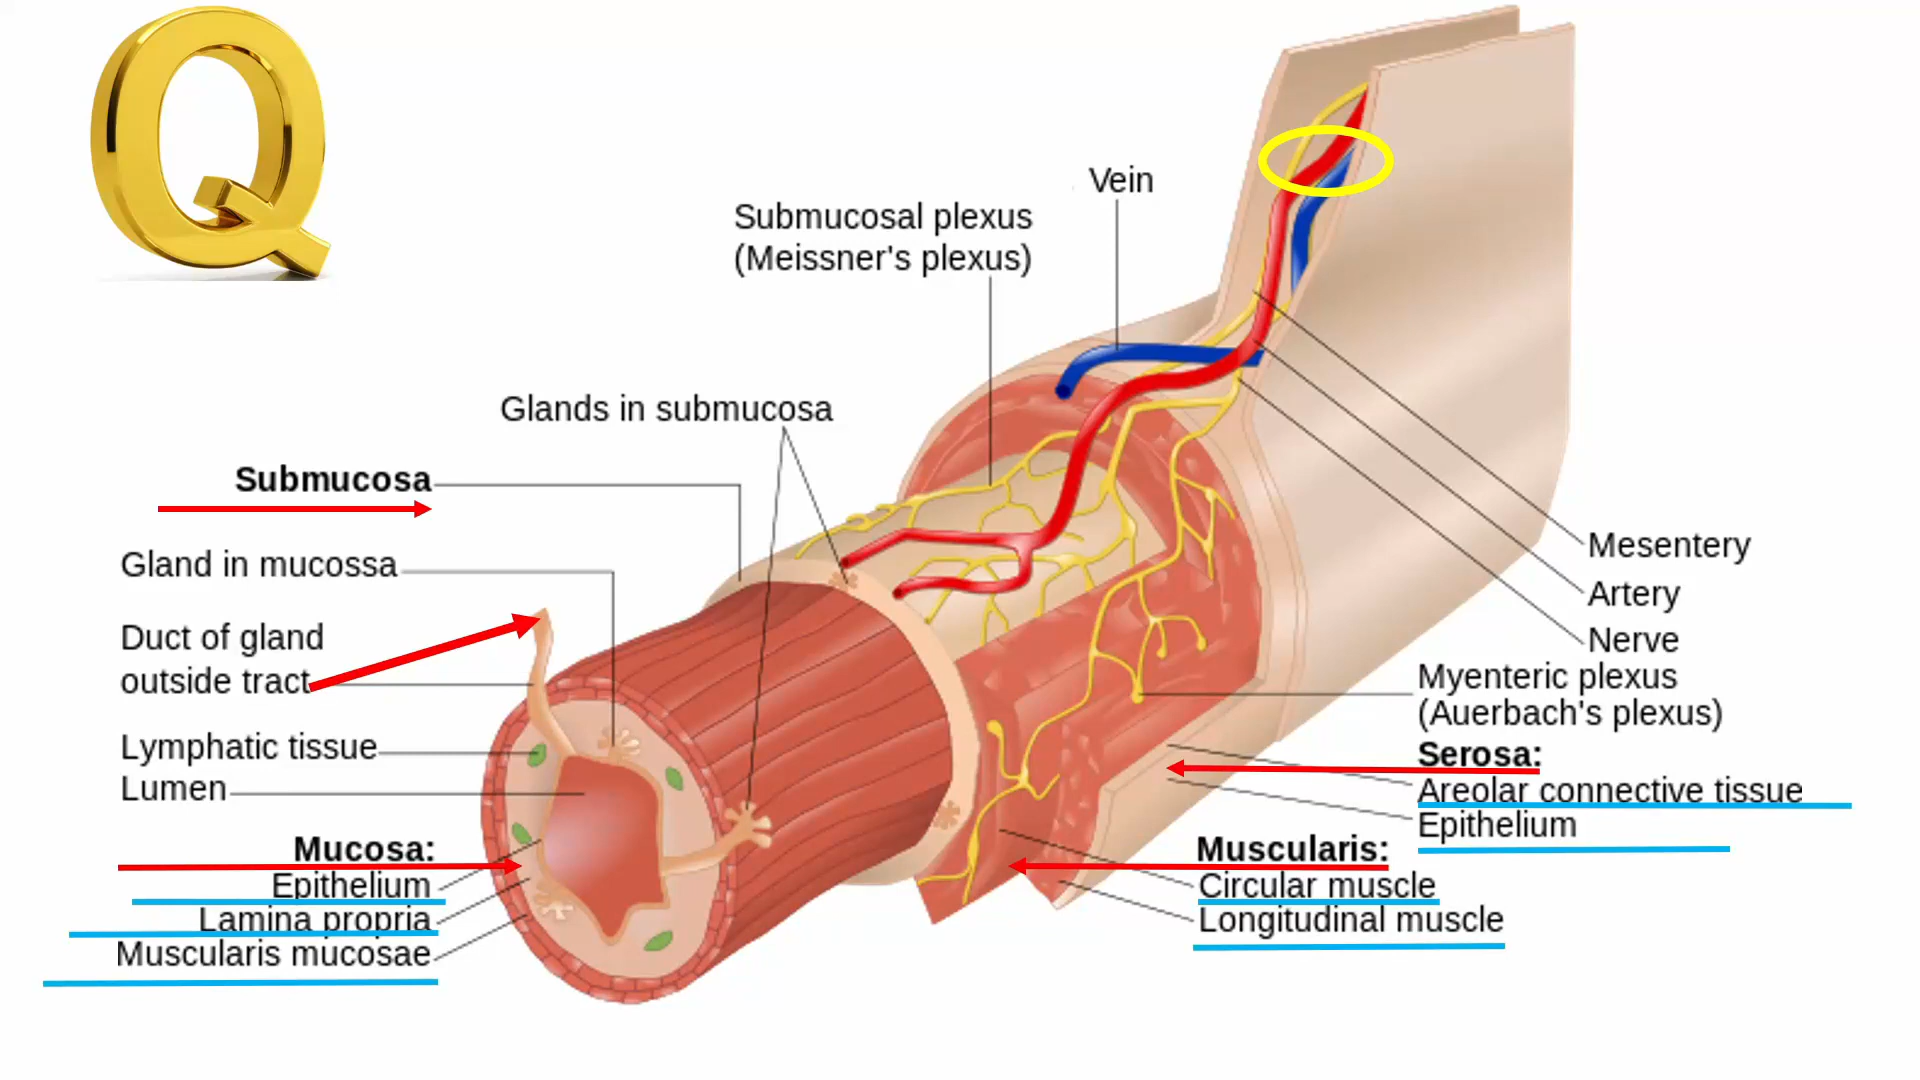 Q
Vein
Submucosal plexus
(Meissner's plexus)
Glands in submucosa
Submucosa
Gland in mucossa
Duct of gland
outside tract
Lymphatic tissue
Lumen
Mucosa:
Epithelium
Lamina propria
Muscularis mucosae
Mesentery
Artery
Nerve
Myenteric plexus
(Auerbach's plexus)
Serosa:
Areolar connective tissue
Epithelium
Muscularis:
Circular muscle
Longitudinal muscle